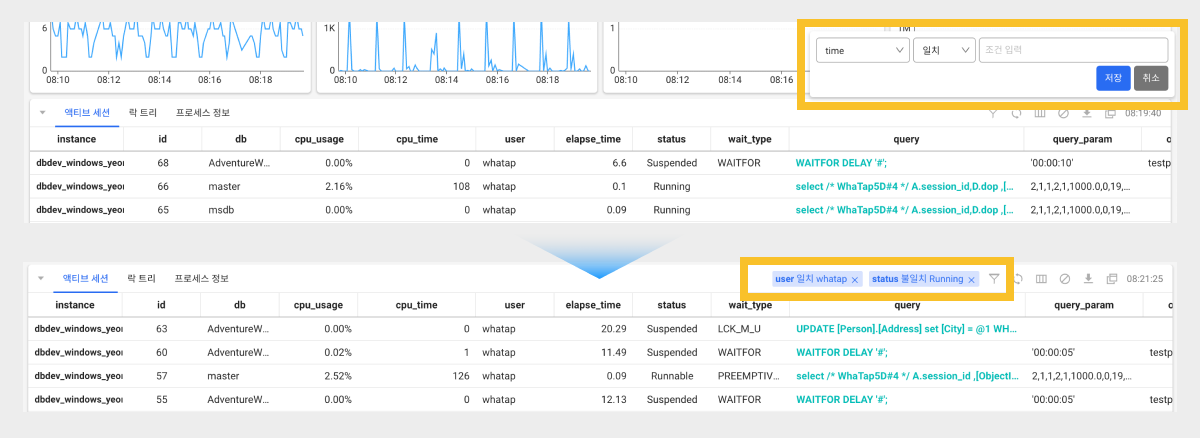 6
0
08:10 08:12 08:14 08:16 08:18
1K
0
08:10 08:12 08:14 08:16 08:18
1
0
08:10 08:12 08:14 08:16
time 일치 조건 입력
저장 취소
액티브 세션 락 트리 프로세스 정보 08:19:40
instance id db cpu_usage cpu_time user elapse_time status wait_type query query_param
dbdev_windows_yeon 68 AdventureW... 0.00% 0 whatap 6.6 Suspended WAITFOR WAITFOR DELAY '#'; '00:00:10' testp
dbdev_windows_yeon 66 master 2.16% 108 whatap 0.1 Running select /* WhaTap5D#4 */ A.session_id,D.dop ,[... 2,1,1,2,1,1000.0,0,19,...
dbdev_windows_yeon 65 msdb 0.00% 0 whatap 0.09 Running select /* WhaTap5D#4 */ A.session_id,D.dop ,[... 2,1,1,2,1,1000.0,0,19,...
액티브 세션 락 트리 프로세스 정보 user 일치 whatap × status 불일치 Running × 08:21:25
instance id db cpu_usage cpu_time user elapse_time status wait_type query query_param
dbdev_windows_yeon 63 AdventureW... 0.00% 0 whatap 20.29 Suspended LCK_M_U UPDATE [Person].[Address] set [City] = @1 WH...
dbdev_windows_yeon 60 AdventureW... 0.02% 1 whatap 11.49 Suspended WAITFOR WAITFOR DELAY '#'; '00:00:05' testp
dbdev_windows_yeon 57 master 2.52% 126 whatap 0.09 Runnable PREEMPTIV... select /* WhaTap5D#4 */ A.session_id ,[ObjectI... 2,1,1,2,1,1000.0,0,19,...
dbdev_windows_yeon 55 AdventureW... 0.00% 0 whatap 12.13 Suspended WAITFOR WAITFOR DELAY '#'; '00:00:05' testp